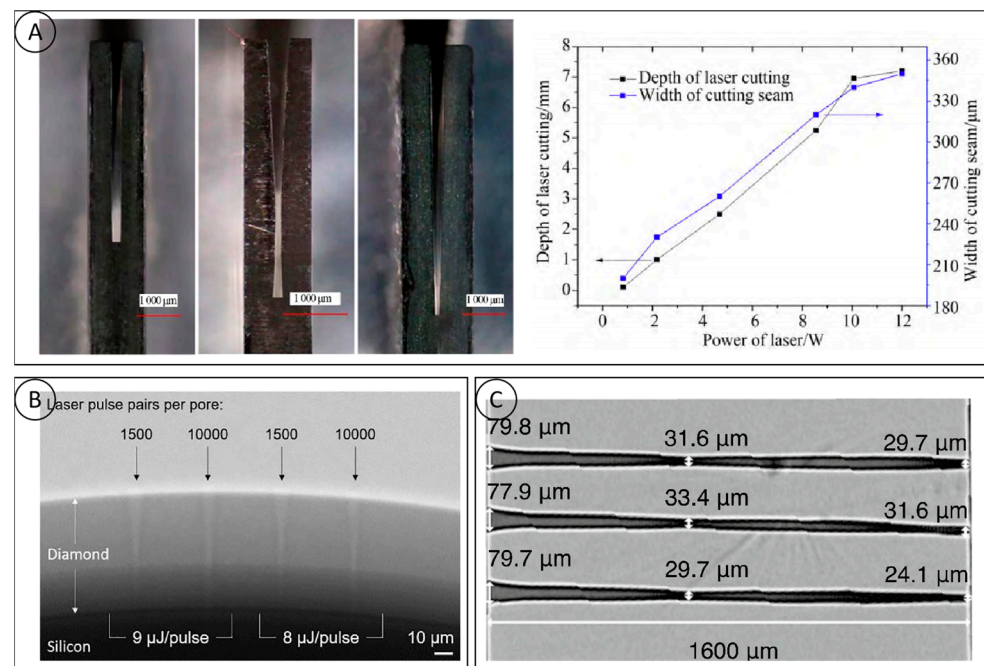 A
1 000 μm
1 000 μm
1 000 μm
8
7
6
5
4
3
2
1
0
Depth of laser cutting/mm
Depth of laser cutting
Width of cutting seam
360
330
300
270
240
210
180
Width of cutting seam/μm
0 2 4 6 8 10 12
Power of laser/W
B
Laser pulse pairs per pore:
1500 10000 1500 10000
Diamond
Silicon
9 μJ/pulse 8 μJ/pulse
10 μm
C
79.8 μm 31.6 μm 29.7 μm
77.9 μm 33.4 μm 31.6 μm
79.7 μm 29.7 μm 24.1 μm
1600 μm